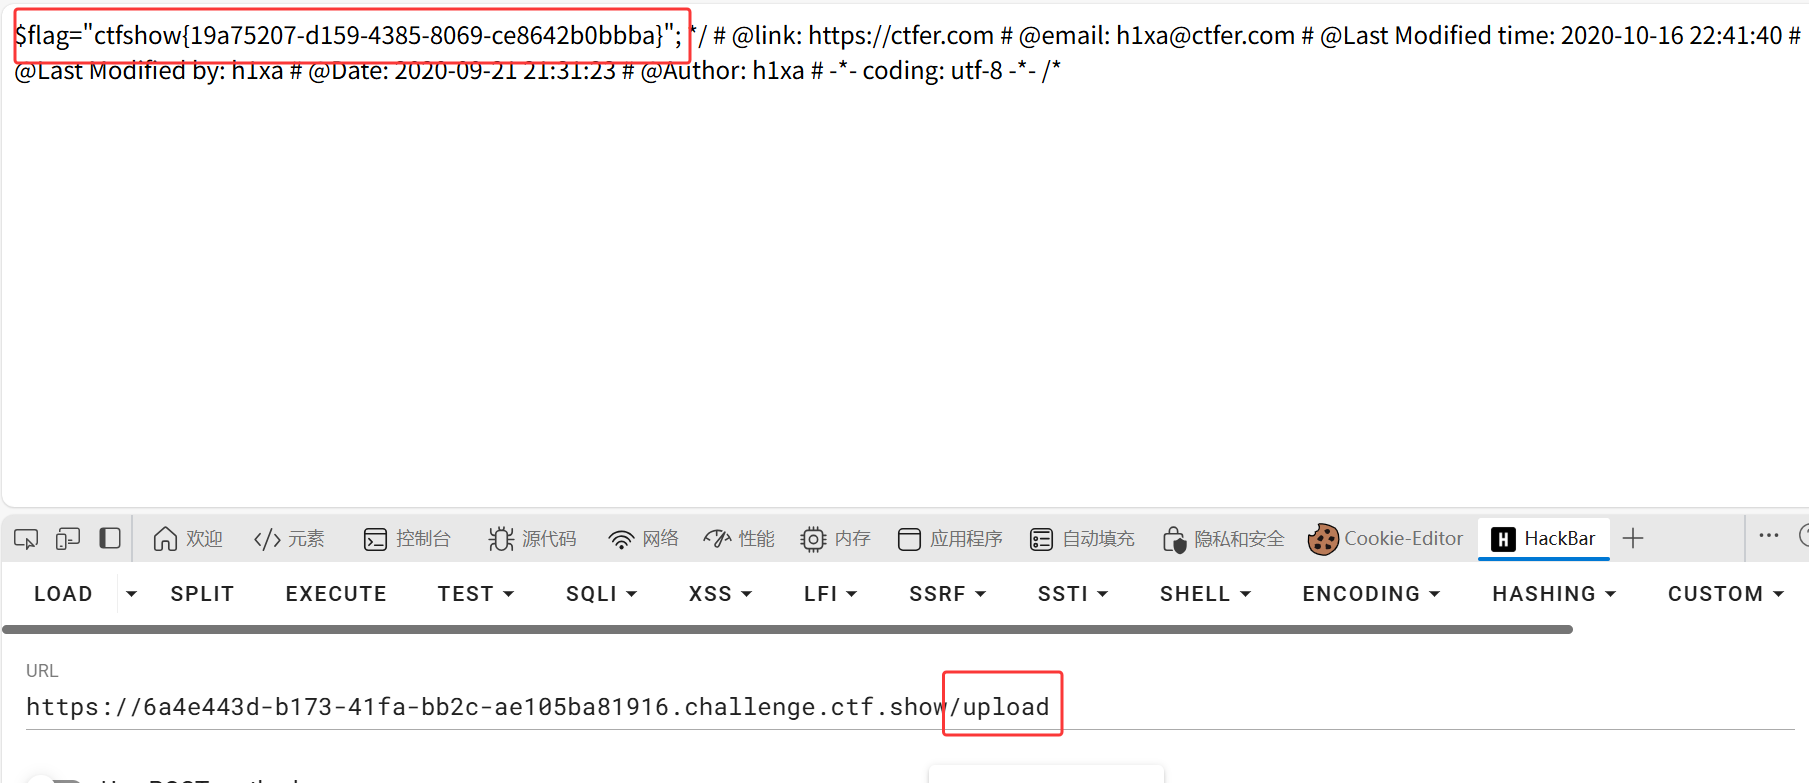 $flag="ctfshow{19a75207-d159-4385-8069-ce8642b0bbba}"; */ # @link: https://ctfer.com # @email: h1xa@ctfer.com # @Last Modified time: 2020-10-16 22:41:40 #
@Last Modified by: h1xa # @Date: 2020-09-21 21:31:23 # @Author: h1xa # -*- coding: utf-8 -*- /*
欢迎 </> 元素 控制台 源代码 网络 性能 内存 应用程序 自动填充 隐私和安全 Cookie-Editor H HackBar
LOAD SPLIT EXECUTE TEST SQLI XSS LFI SSRF SSTI SHELL ENCODING HASHING CUSTOM
URL
https://6a4e443d-b173-41fa-bb2c-ae105ba81916.challenge.ctf.show/upload